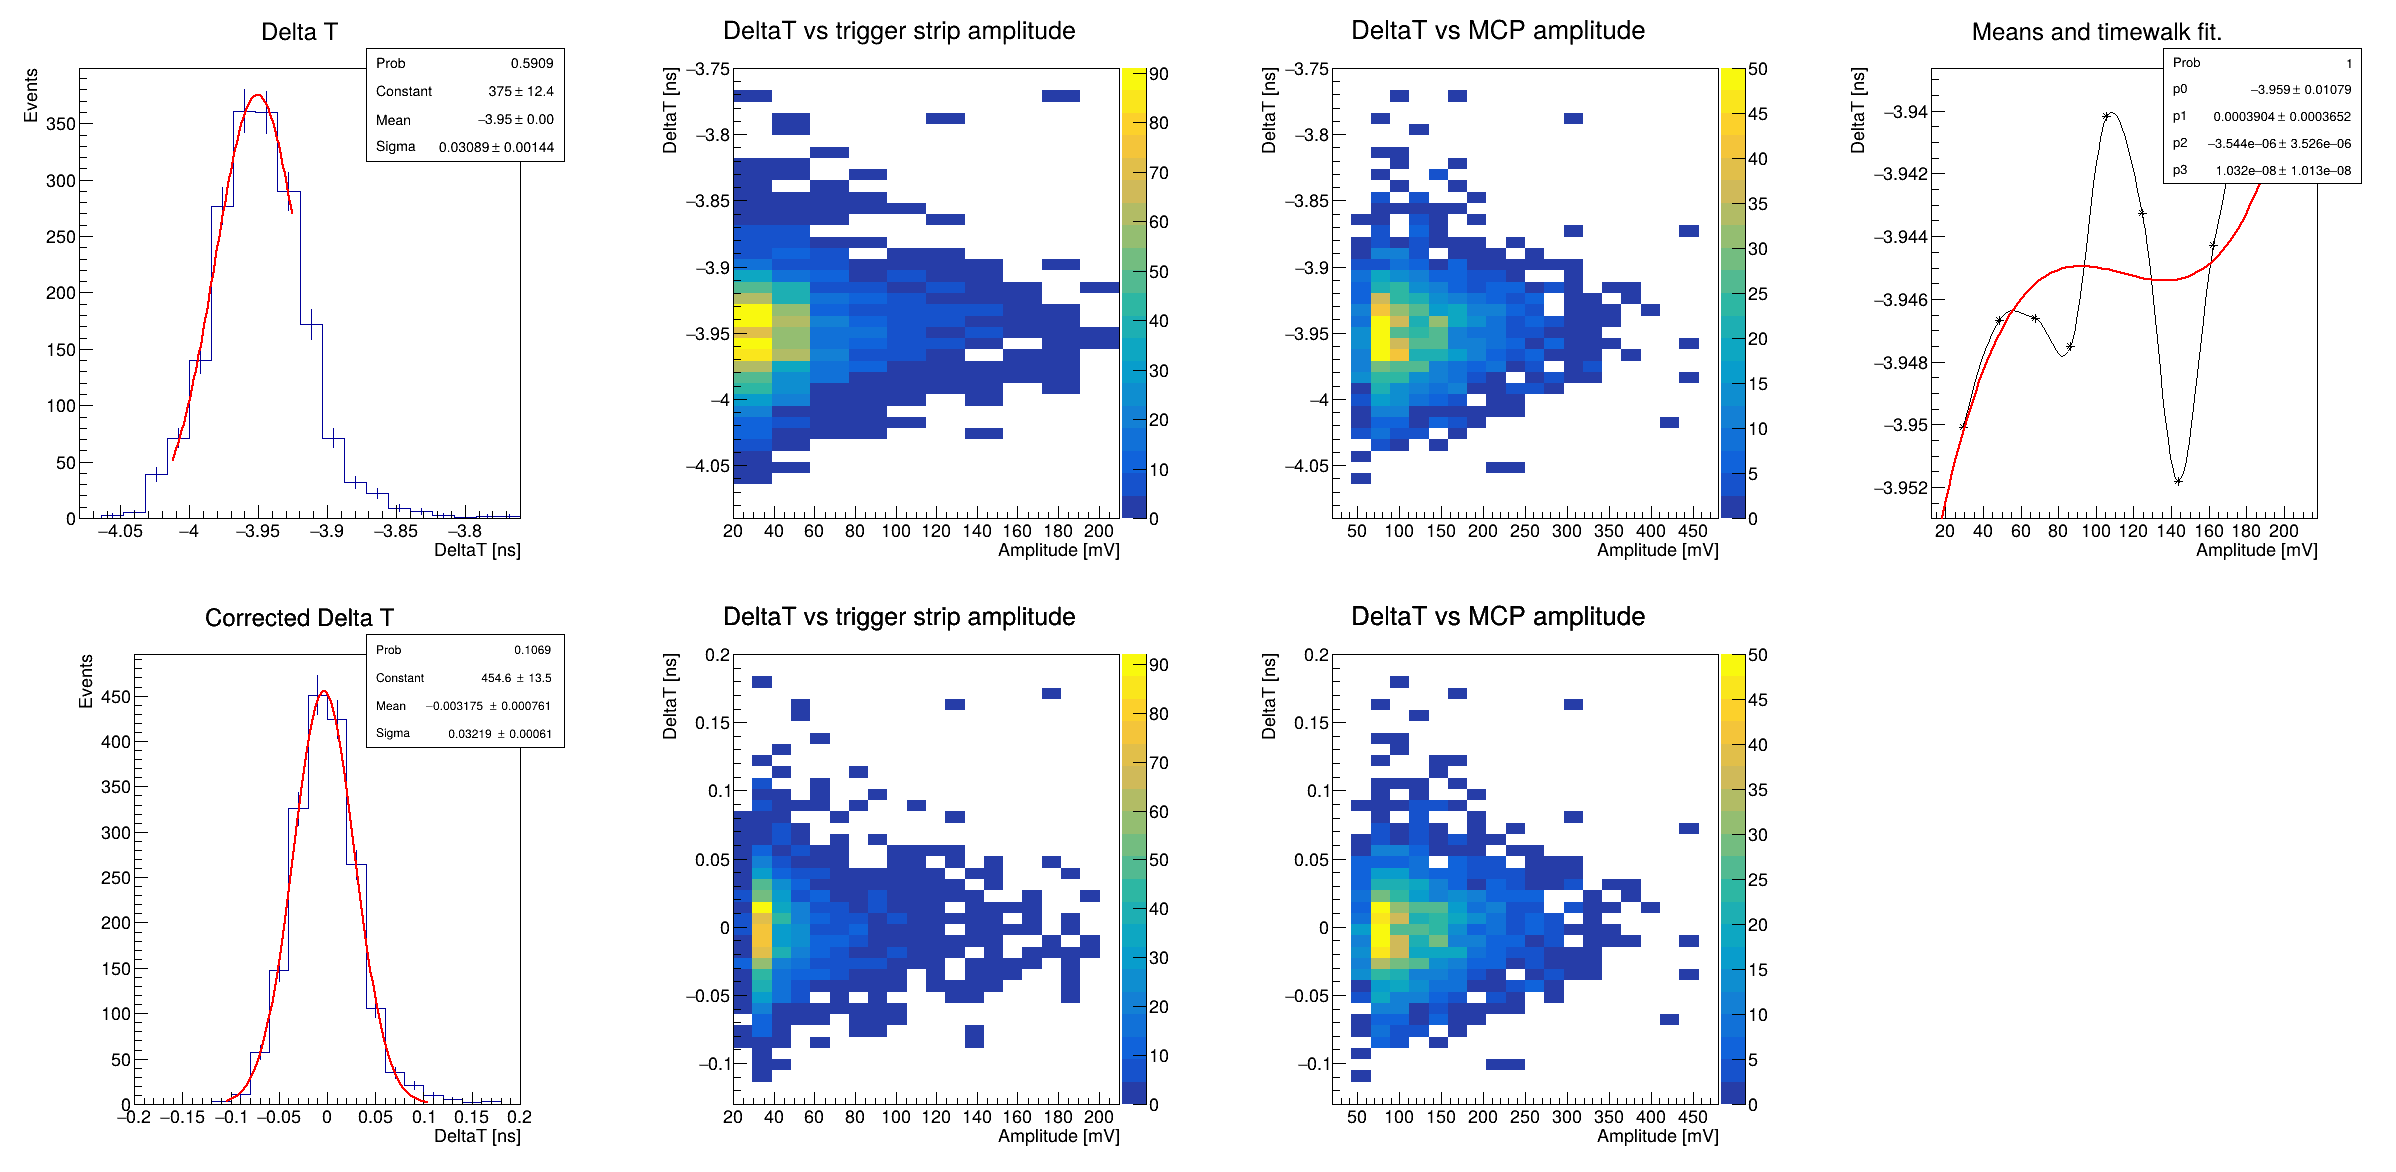 Delta T
Events
Prob 0.5909
Constant 375 ± 12.4
Mean −3.95 ± 0.00
Sigma 0.03089 ± 0.00144
350
300
250
200
150
100
50
0
−4.05 −4 −3.95 −3.9 −3.85 −3.8
DeltaT [ns]
DeltaT vs trigger strip amplitude
DeltaT [ns]
−3.75
−3.8
−3.85
−3.9
−3.95
−4
−4.05
20 40 60 80 100 120 140 160 180 200
Amplitude [mV]
90
80
70
60
50
40
30
20
10
0
DeltaT vs MCP amplitude
DeltaT [ns]
−3.75
−3.8
−3.85
−3.9
−3.95
−4
−4.05
50 100 150 200 250 300 350 400 450
Amplitude [mV]
50
45
40
35
30
25
20
15
10
5
0
Means and timewalk fit.
DeltaT [ns]
Prob 1
p0 −3.959 ± 0.01079
p1 0.0003904 ± 0.0003652
p2 −3.544e−06 ± 3.526e−06
p3 1.032e−08 ± 1.013e−08
−3.94
−3.942
−3.944
−3.946
−3.948
−3.95
−3.952
20 40 60 80 100 120 140 160 180 200
Amplitude [mV]
Corrected Delta T
Events
Prob 0.1069
Constant 454.6 ± 13.5
Mean −0.003175 ± 0.000761
Sigma 0.03219 ± 0.00061
450
400
350
300
250
200
150
100
50
0
−0.2 −0.15 −0.1 −0.05 0 0.05 0.1 0.15 0.2
DeltaT [ns]
DeltaT vs trigger strip amplitude
DeltaT [ns]
0.2
0.15
0.1
0.05
0
−0.05
−0.1
20 40 60 80 100 120 140 160 180 200
Amplitude [mV]
90
80
70
60
50
40
30
20
10
0
DeltaT vs MCP amplitude
DeltaT [ns]
0.2
0.15
0.1
0.05
0
−0.05
−0.1
50 100 150 200 250 300 350 400 450
Amplitude [mV]
50
45
40
35
30
25
20
15
10
5
0